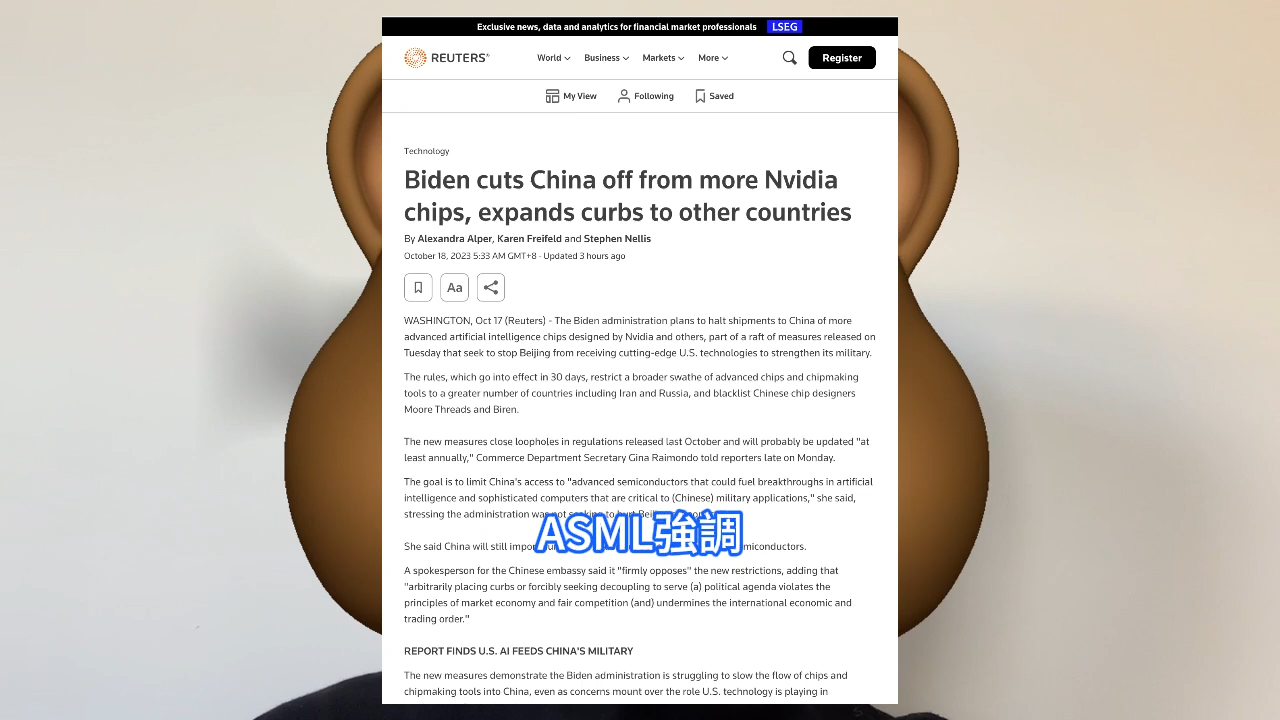 Exclusive news, data and analytics for financial market professionals LSEG
REUTERS
World Business Markets More Register
My View Following Saved
Technology
Biden cuts China off from more Nvidia
chips, expands curbs to other countries
By Alexandra Alper, Karen Freifeld and Stephen Nellis
October 18, 2023 5:33 AM GMT+8 · Updated 3 hours ago
Aa
WASHINGTON, Oct 17 (Reuters) - The Biden administration plans to halt shipments to China of more
advanced artificial intelligence chips designed by Nvidia and others, part of a raft of measures released on
Tuesday that seek to stop Beijing from receiving cutting-edge U.S. technologies to strengthen its military.
The rules, which go into effect in 30 days, restrict a broader swathe of advanced chips and chipmaking
tools to a greater number of countries including Iran and Russia, and blacklist Chinese chip designers
Moore Threads and Biren.
The new measures close loopholes in regulations released last October and will probably be updated "at
least annually," Commerce Department Secretary Gina Raimondo told reporters late on Monday.
The goal is to limit China's access to "advanced semiconductors that could fuel breakthroughs in artificial
intelligence and sophisticated computers that are critical to (Chinese) military applications," she said,
stressing the administration was not seeking to hurt
ASML強調
She said China will still
A spokesperson for the Chinese embassy said it "firmly opposes" the new restrictions, adding that
"arbitrarily placing curbs or forcibly seeking decoupling to serve (a) political agenda violates the
principles of market economy and fair competition (and) undermines the international economic and
trading order."
REPORT FINDS U.S. AI FEEDS CHINA'S MILITARY
The new measures demonstrate the Biden administration is struggling to slow the flow of chips and
chipmaking tools into China, even as concerns mount over the role U.S. technology is playing in